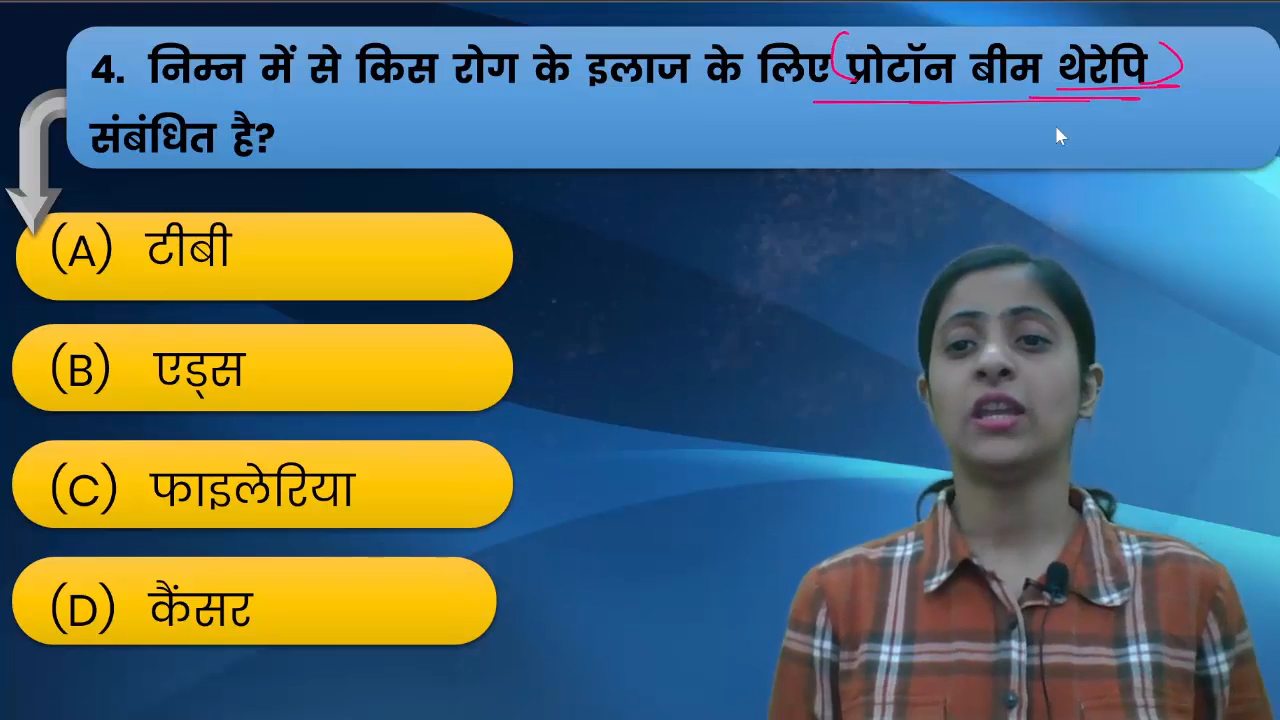 4. निम्न में से किस रोग के इलाज के लिए प्रोटॉन बीम थेरेपि
संबंधित है?
(A) टीबी
(B) एड्स
(C) फाइलेरिया
(D) कैंसर